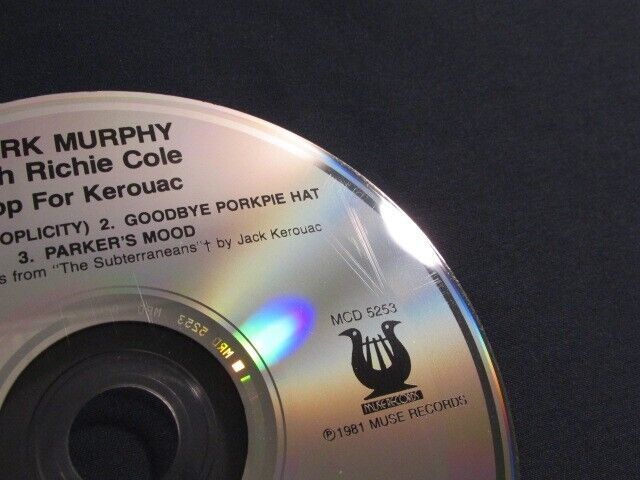 RK MURPHY
h Richie Cole
op For Kerouac
OPLICITY) 2. GOODBYE PORKPIE HAT
3. PARKER'S MOOD
s from "The Subterraneans"† by Jack Kerouac
MCD 5253
MUSE RECORDS
℗1981 MUSE RECORDS